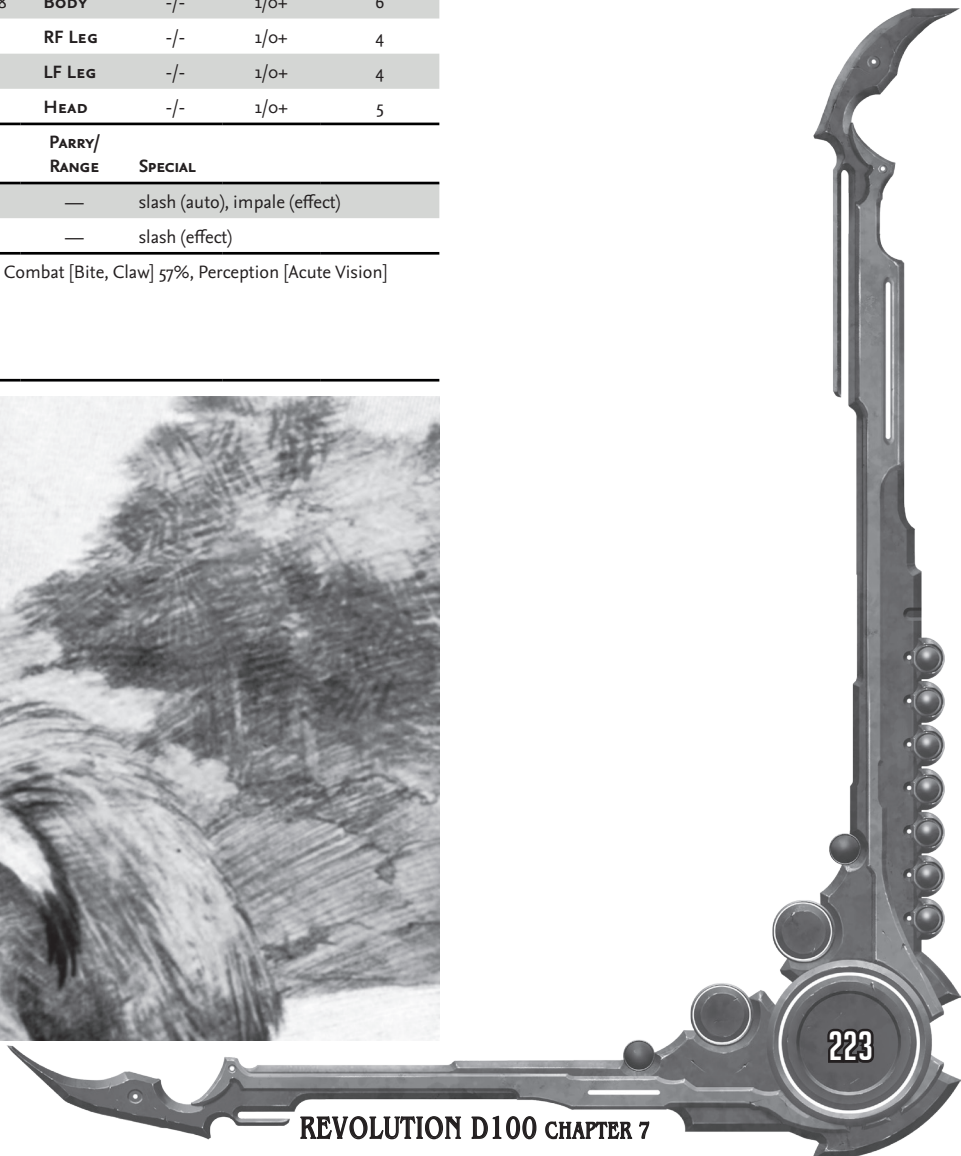 8 BODY -/- 1/0+ 6
RF LEG -/- 1/0+ 4
LF LEG -/- 1/0+ 4
HEAD -/- 1/0+ 5
PARRY/
RANGE SPECIAL
— slash (auto), impale (effect)
— slash (effect)
Combat [Bite, Claw] 57%, Perception [Acute Vision]
223
REVOLUTION D100 CHAPTER 7